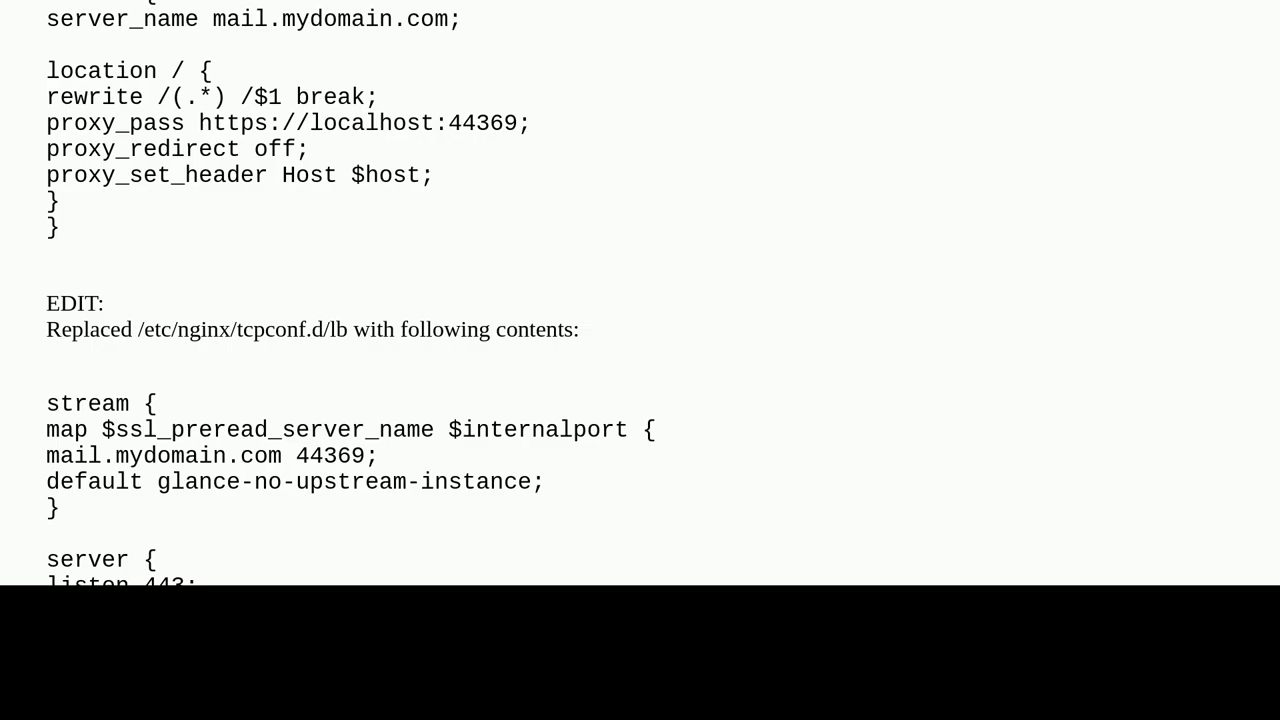 server_name mail.mydomain.com;
location / {
rewrite /(.*) /$1 break;
proxy_pass https://localhost:44369;
proxy_redirect off;
proxy_set_header Host $host;
}
}
EDIT:
Replaced /etc/nginx/tcpconf.d/lb with following contents:
stream {
map $ssl_preread_server_name $internalport {
mail.mydomain.com 44369;
default glance-no-upstream-instance;
}
server {
listen 443;